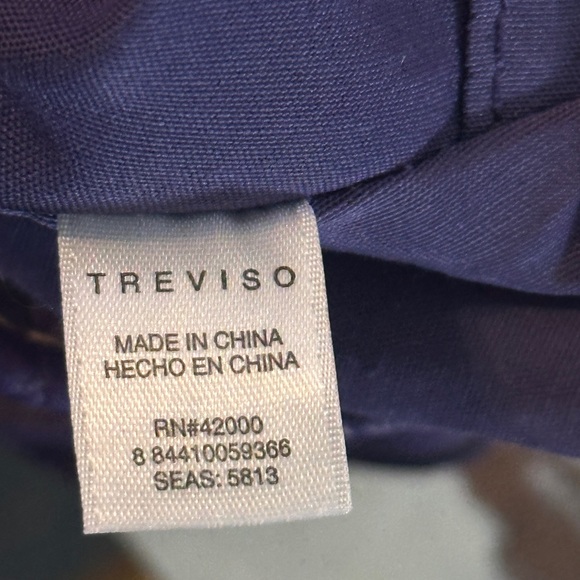 TREVISO
MADE IN CHINA
HECHO EN CHINA
RN#42000
8 84410059366
SEAS: 5813